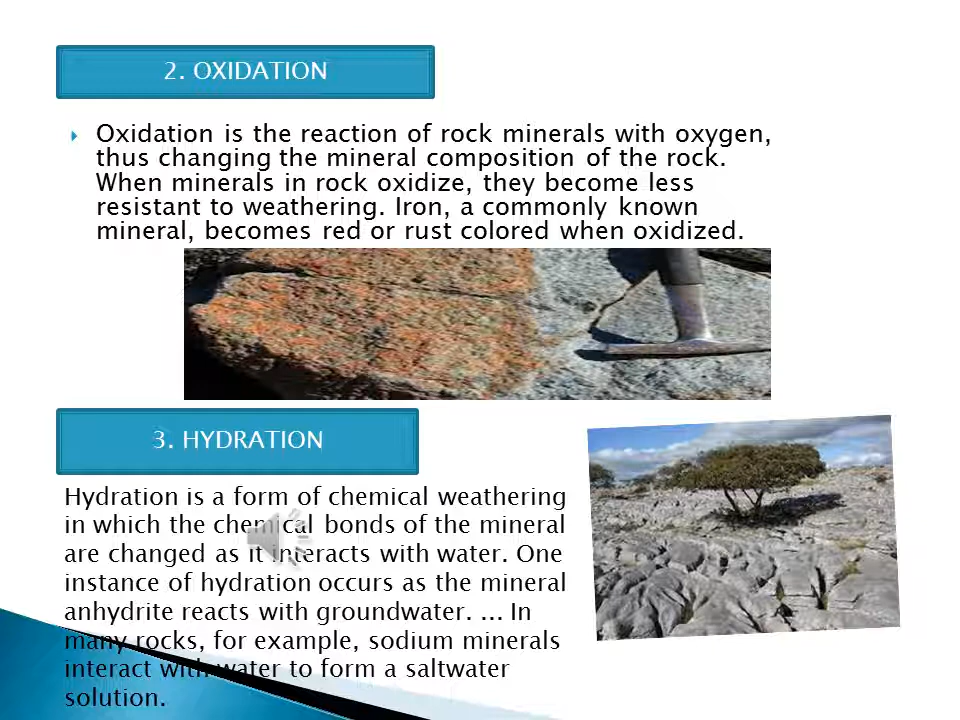 2. OXIDATION
Oxidation is the reaction of rock minerals with oxygen,
thus changing the mineral composition of the rock.
When minerals in rock oxidize, they become less
resistant to weathering. Iron, a commonly known
mineral, becomes red or rust colored when oxidized.
3. HYDRATION
Hydration is a form of chemical weathering
in which the chemical bonds of the mineral
are changed as it interacts with water. One
instance of hydration occurs as the mineral
anhydrite reacts with groundwater. ... In
many rocks, for example, sodium minerals
interact with water to form a saltwater
solution.